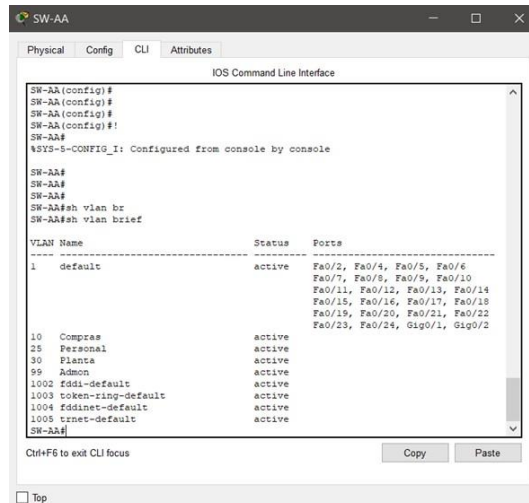 SW-AA
Physical Config CLI Attributes
IOS Command Line Interface
SW-AA(config)#
SW-AA(config)#
SW-AA(config)#
SW-AA(config)#!
SW-AA#
%SYS-5-CONFIG_I: Configured from console by console
SW-AA#
SW-AA#
SW-AA#
SW-AA#sh vlan br
SW-AA#sh vlan brief
VLAN Name Status Ports
---- -------------------------------- --------- -------------------------------
1 default active Fa0/2, Fa0/4, Fa0/5, Fa0/6
Fa0/7, Fa0/8, Fa0/9, Fa0/10
Fa0/11, Fa0/12, Fa0/13, Fa0/14
Fa0/15, Fa0/16, Fa0/17, Fa0/18
Fa0/19, Fa0/20, Fa0/21, Fa0/22
Fa0/23, Fa0/24, Gig0/1, Gig0/2
10 Compras active
25 Personal active
30 Planta active
99 Admon active
1002 fddi-default active
1003 token-ring-default active
1004 fddinet-default active
1005 trnet-default active
SW-AA#
Ctrl+F6 to exit CLI focus
Copy Paste
Top